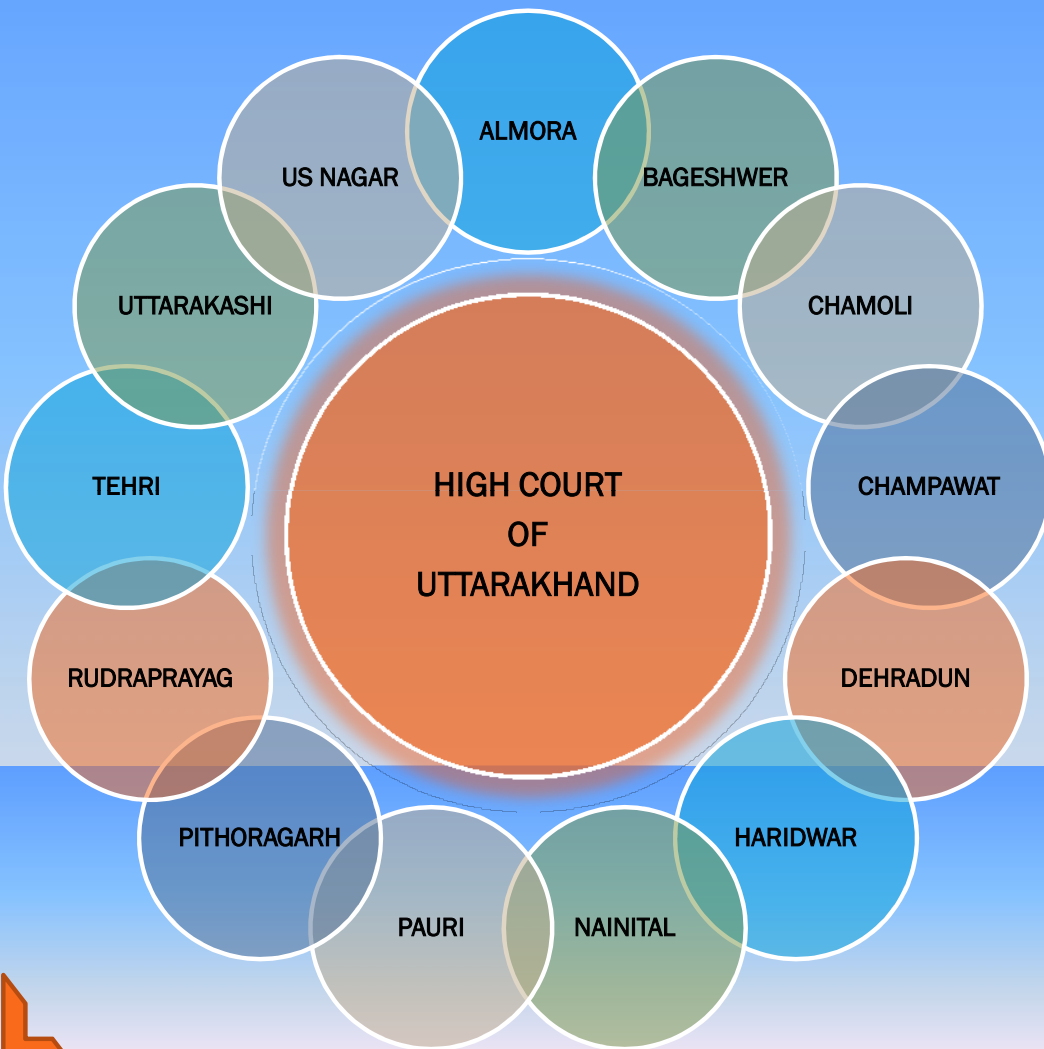 ALMORA
BAGESHWER
CHAMOLI
CHAMPAWAT
DEHRADUN
HARIDWAR
NAINITAL
PAURI
PITHORAGARH
RUDRAPRAYAG
TEHRI
UTTARAKASHI
US NAGAR
HIGH COURT
OF
UTTARAKHAND